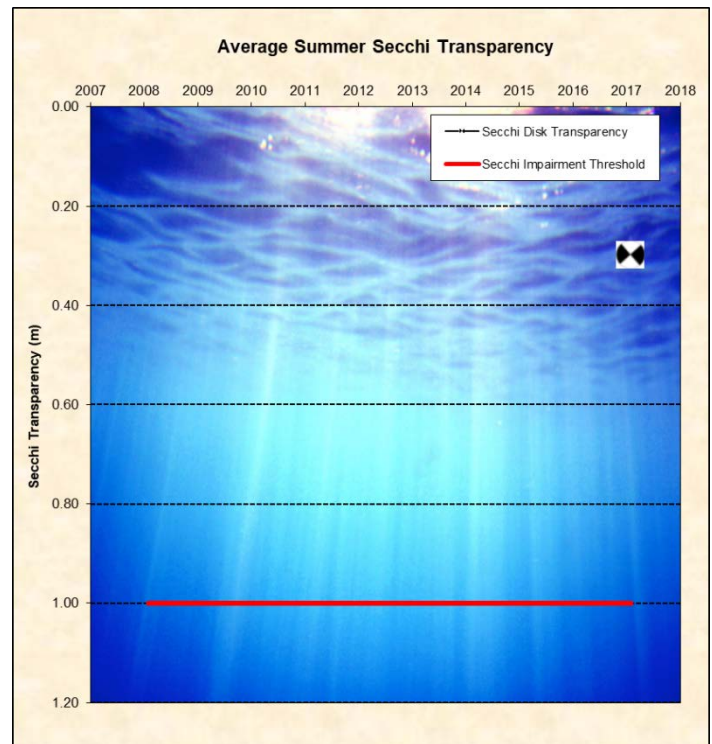 Average Summer Secchi Transparency
2007 2008 2009 2010 2011 2012 2013 2014 2015 2016 2017 2018
0.00
0.20
0.40
0.60
0.80
1.00
1.20
Secchi Transparency (m)
Secchi Disk Transparency
Secchi Impairment Threshold